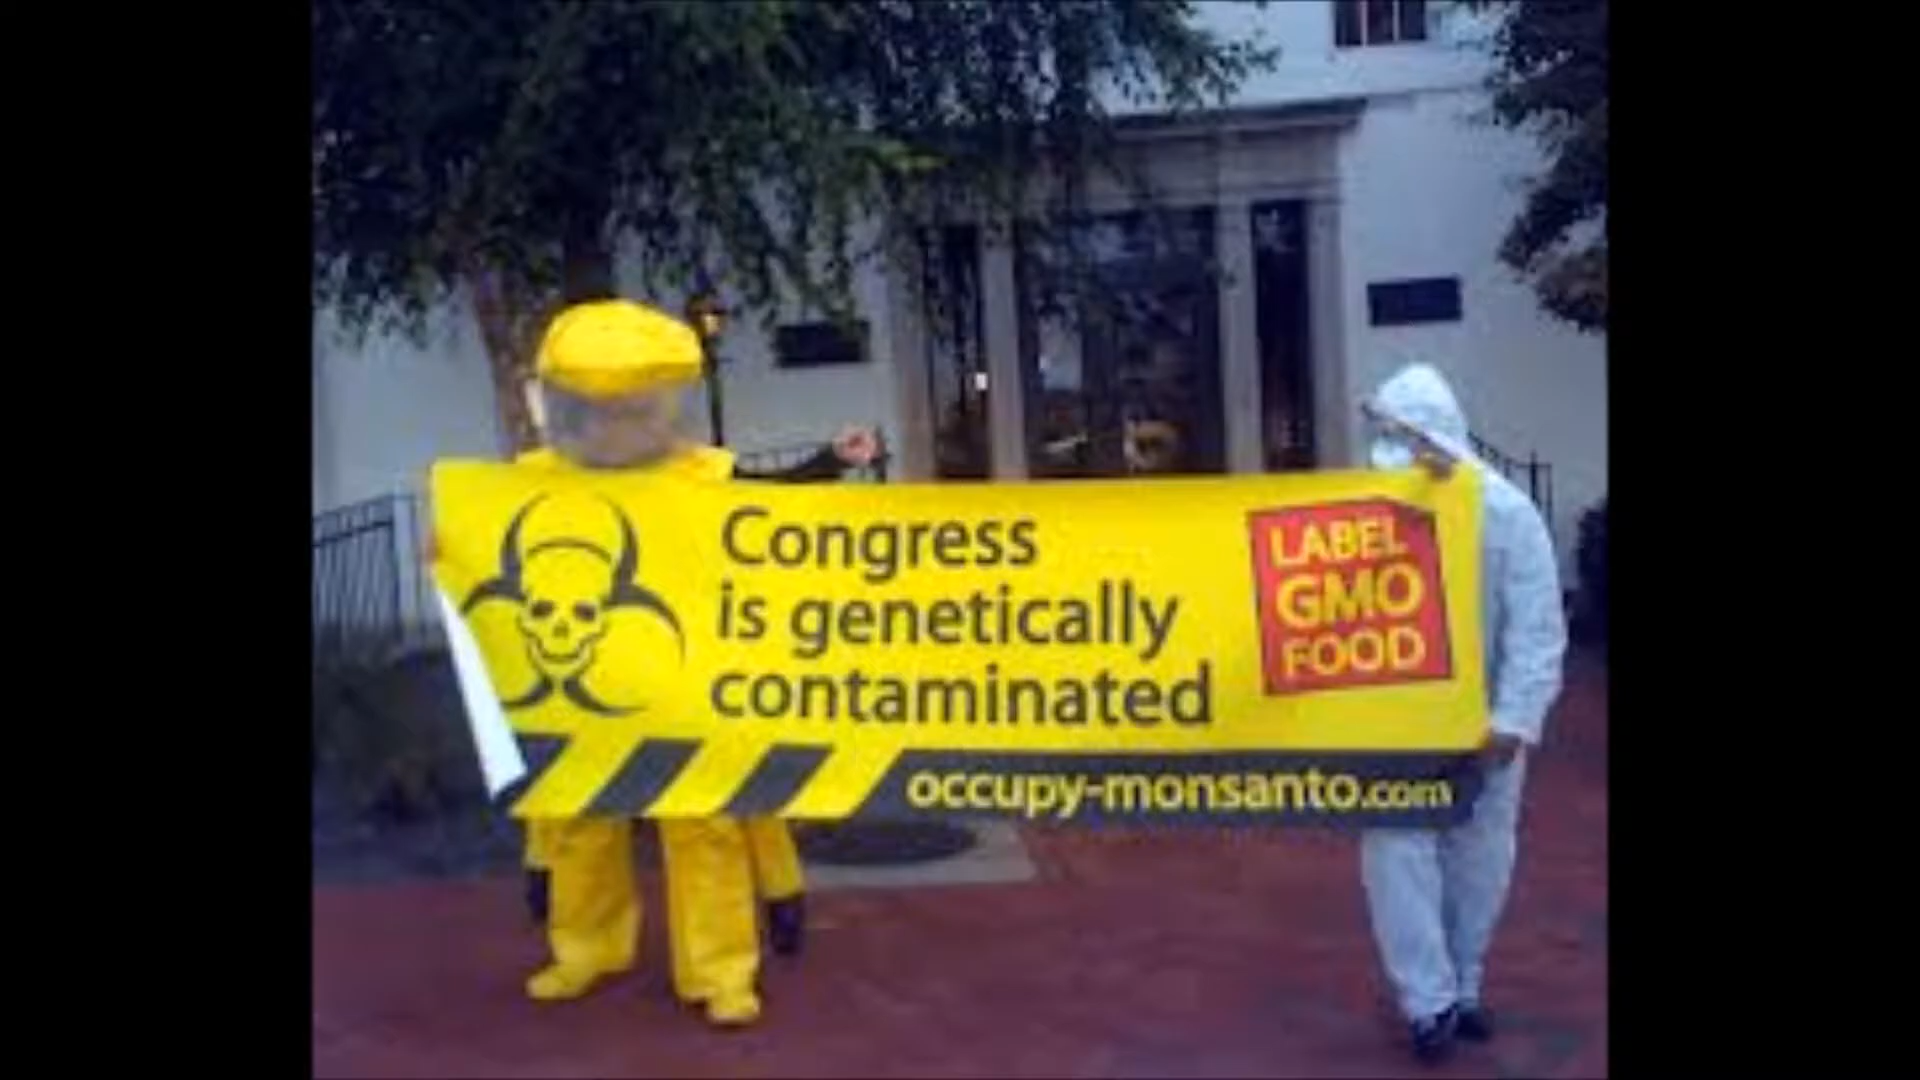 Congress
is genetically
contaminated
LABEL
GMO
FOOD
occupy-monsanto.com